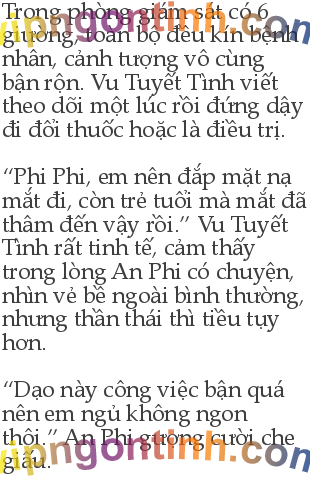 Trong phòng giám sát có 6
giường, toàn bộ đều kín bệnh
nhân, cảnh tượng vô cùng
bận rộn. Vu Tuyết Tình viết
theo dõi một lúc rồi đứng dậy
đi đổi thuốc hoặc là điều trị.
“Phi Phi, em nên đắp mặt nạ
mắt đi, còn trẻ tuổi mà mắt đã
thâm đến vậy rồi.” Vu Tuyết
Tình rất tinh tế, cảm thấy
trong lòng An Phi có chuyện,
nhìn vẻ bề ngoài bình thường,
nhưng thần thái thì tiều tụy
hơn.
“Dạo này công việc bận quá
nên em ngủ không ngon
thôi.” An Phi gượng cười che
giấu.
vipngontinh.com
vipngontinh.com